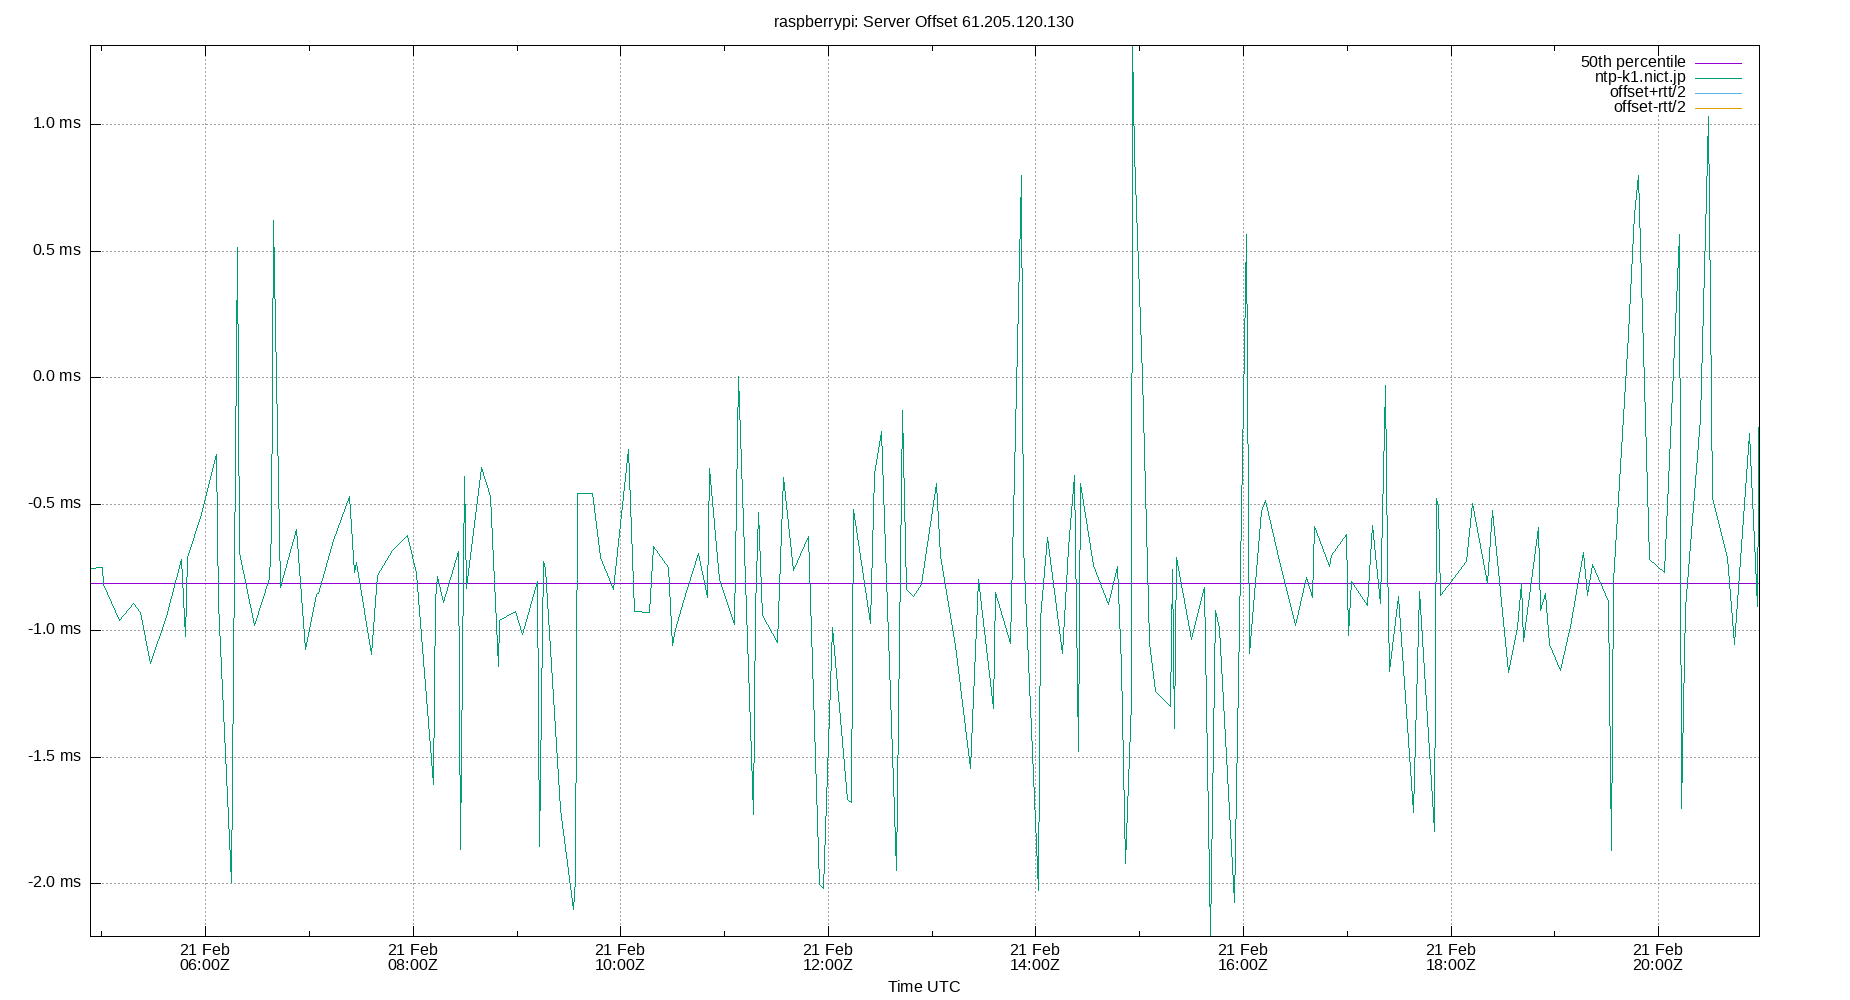 raspberrypi: Server Offset 61.205.120.130
50th percentile
ntp-k1.nict.jp
offset+rtt/2
offset-rtt/2
1.0 ms
0.5 ms
0.0 ms
-0.5 ms
-1.0 ms
-1.5 ms
-2.0 ms
21 Feb 21 Feb 21 Feb 21 Feb 21 Feb 21 Feb 21 Feb 21 Feb
06:00Z 08:00Z 10:00Z 12:00Z 14:00Z 16:00Z 18:00Z 20:00Z
Time UTC